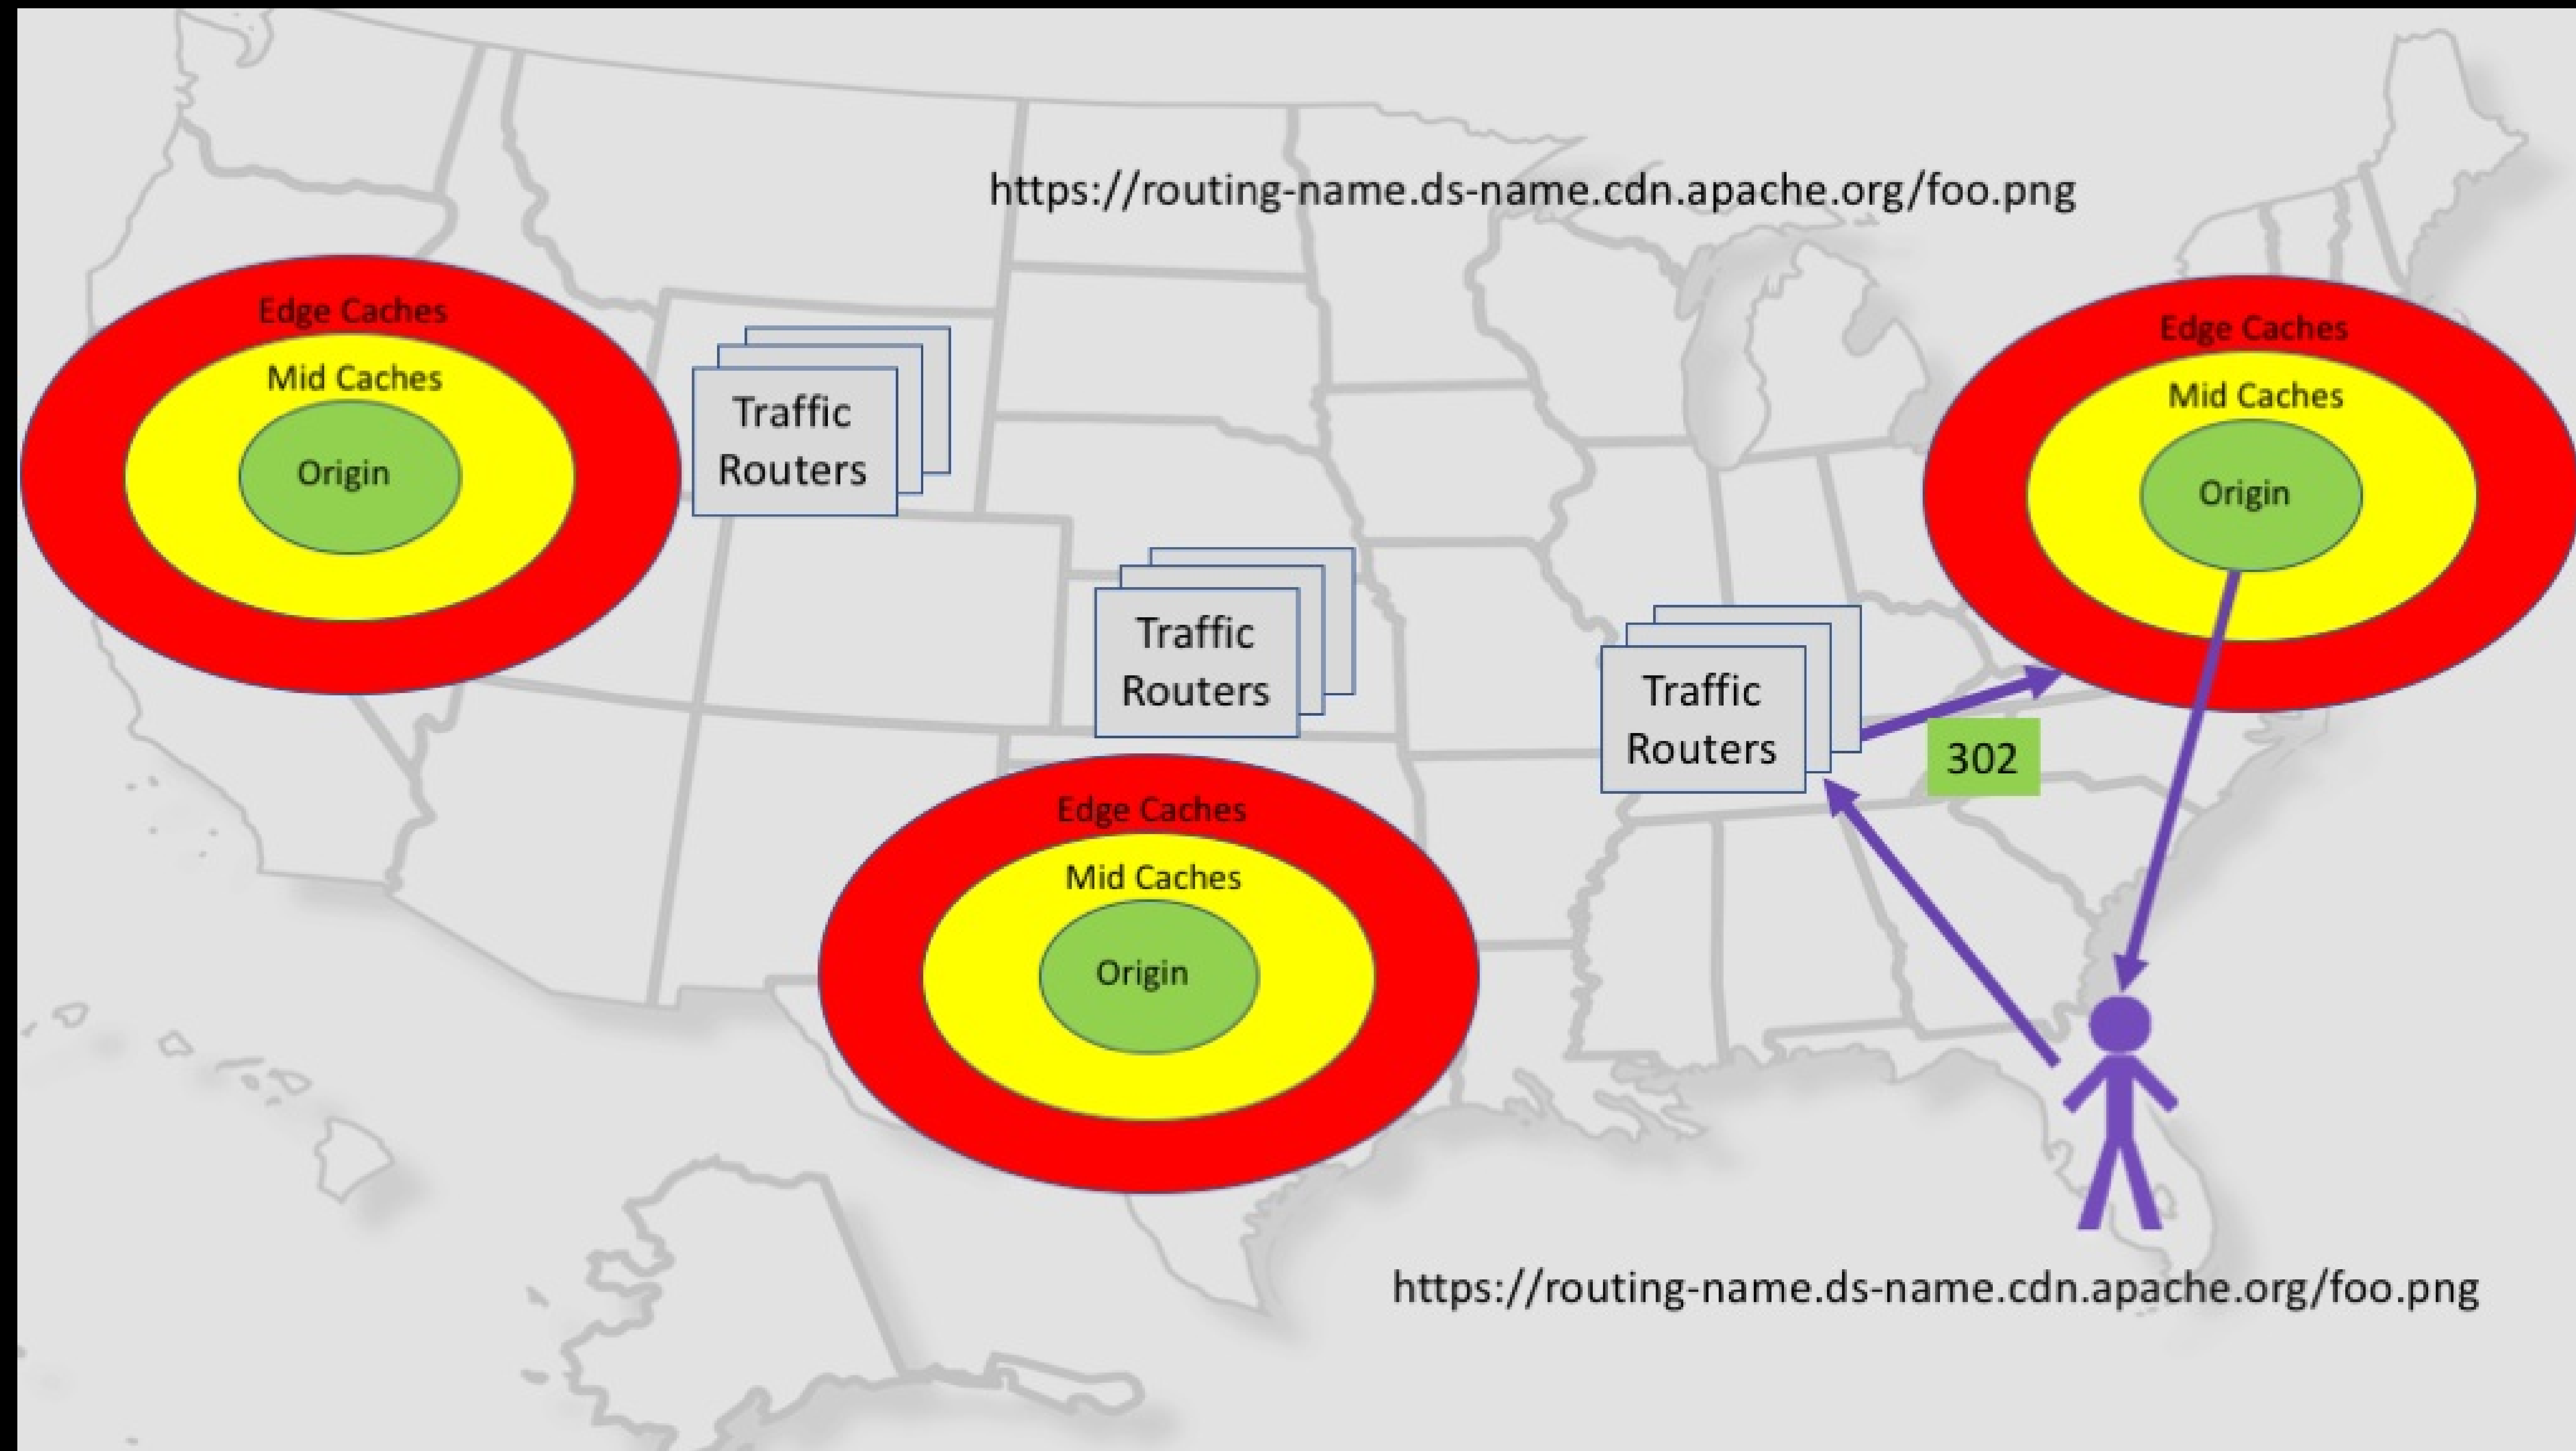 https://routing-name.ds-name.cdn.apache.org/foo.png
Edge Caches
Mid Caches
Origin
Traffic
Routers
Edge Caches
Mid Caches
Origin
Traffic
Routers
Traffic
Routers
302
Edge Caches
Mid Caches
Origin
https://routing-name.ds-name.cdn.apache.org/foo.png